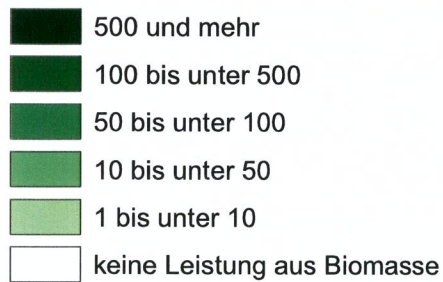 500 und mehr
100 bis unter 500
50 bis unter 100
10 bis unter 50
1 bis unter 10
keine Leistung aus Biomasse